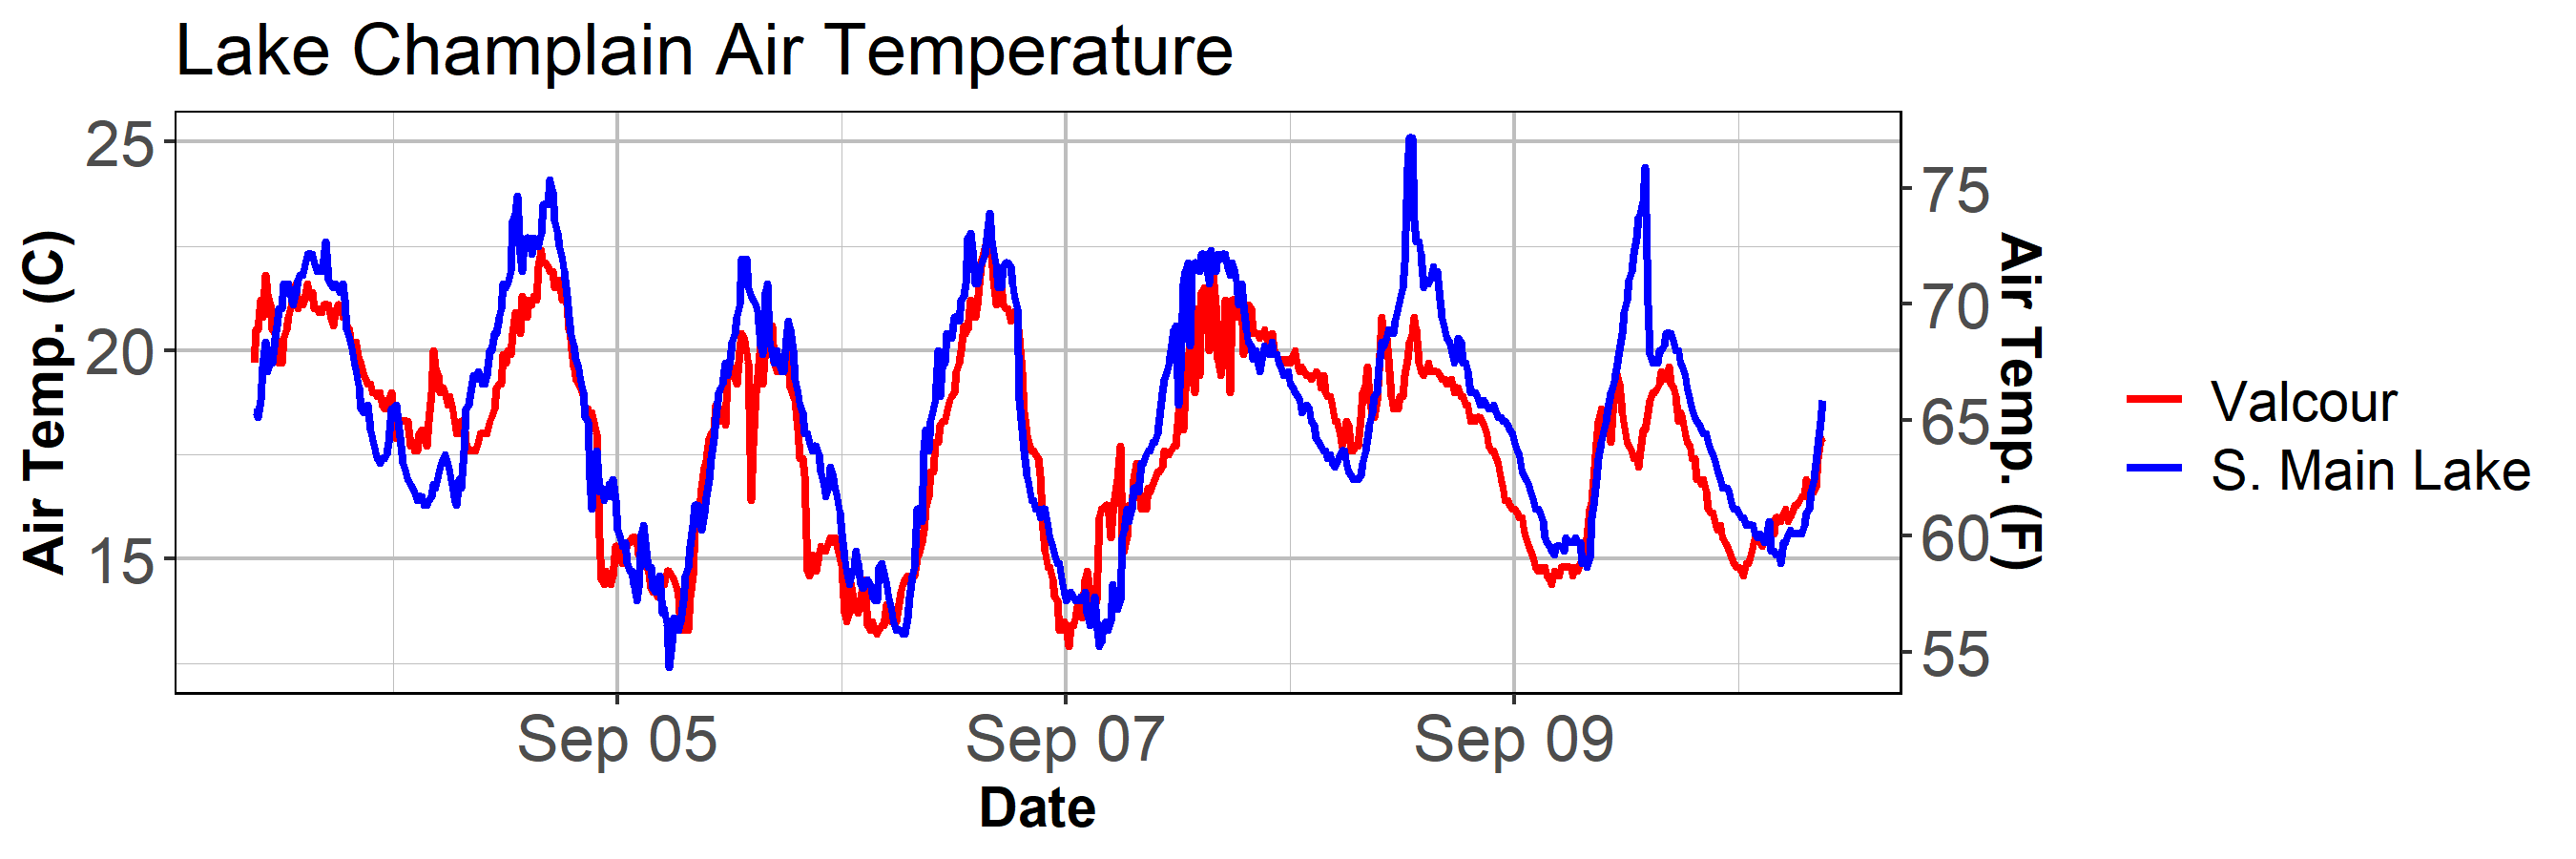 Lake Champlain Air Temperature
Air Temp. (C)
25
20
15
75
70
65
60
55
Air Temp. (F)
Sep 05
Sep 07
Sep 09
Date
Valcour
S. Main Lake